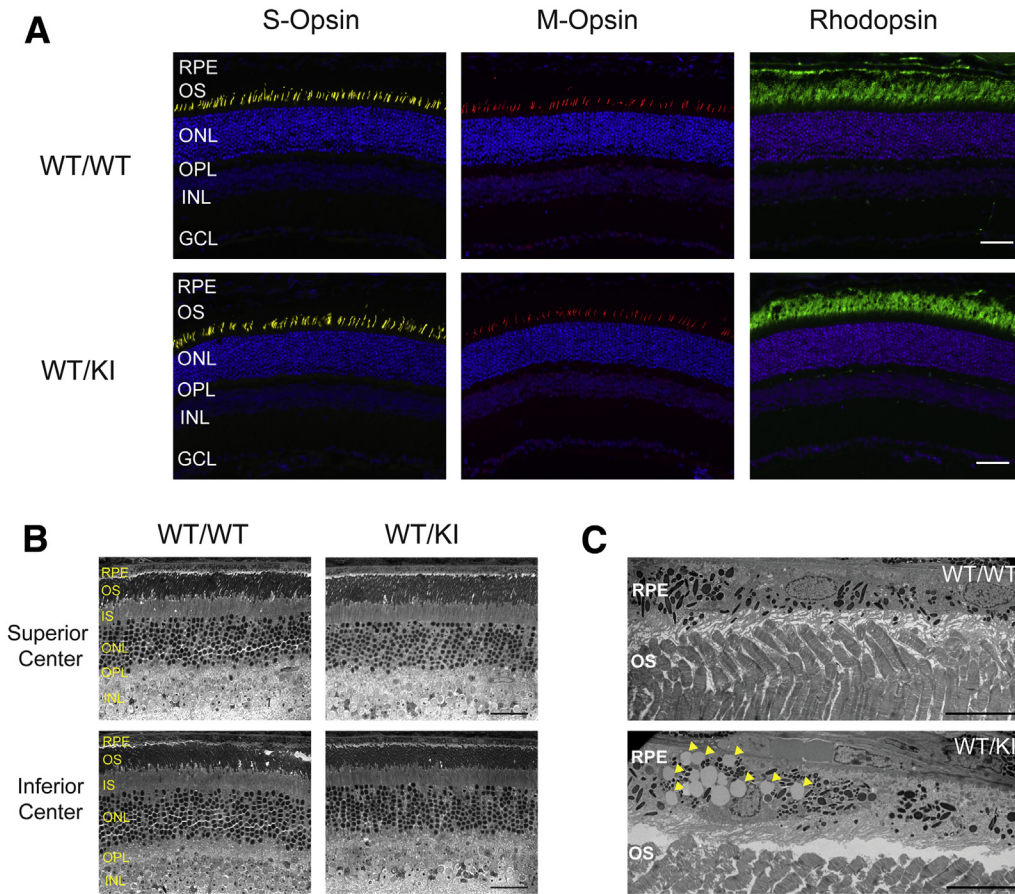 A
S-Opsin
M-Opsin
Rhodopsin
WT/WT
RPE
OS
ONL
OPL
INL
GCL
WT/KI
RPE
OS
ONL
OPL
INL
GCL
B
WT/WT
WT/KI
Superior
Center
RPE
OS
IS
ONL
OPL
INL
Inferior
Center
RPE
OS
IS
ONL
OPL
INL
C
WT/WT
RPE
OS
WT/KI
RPE
OS